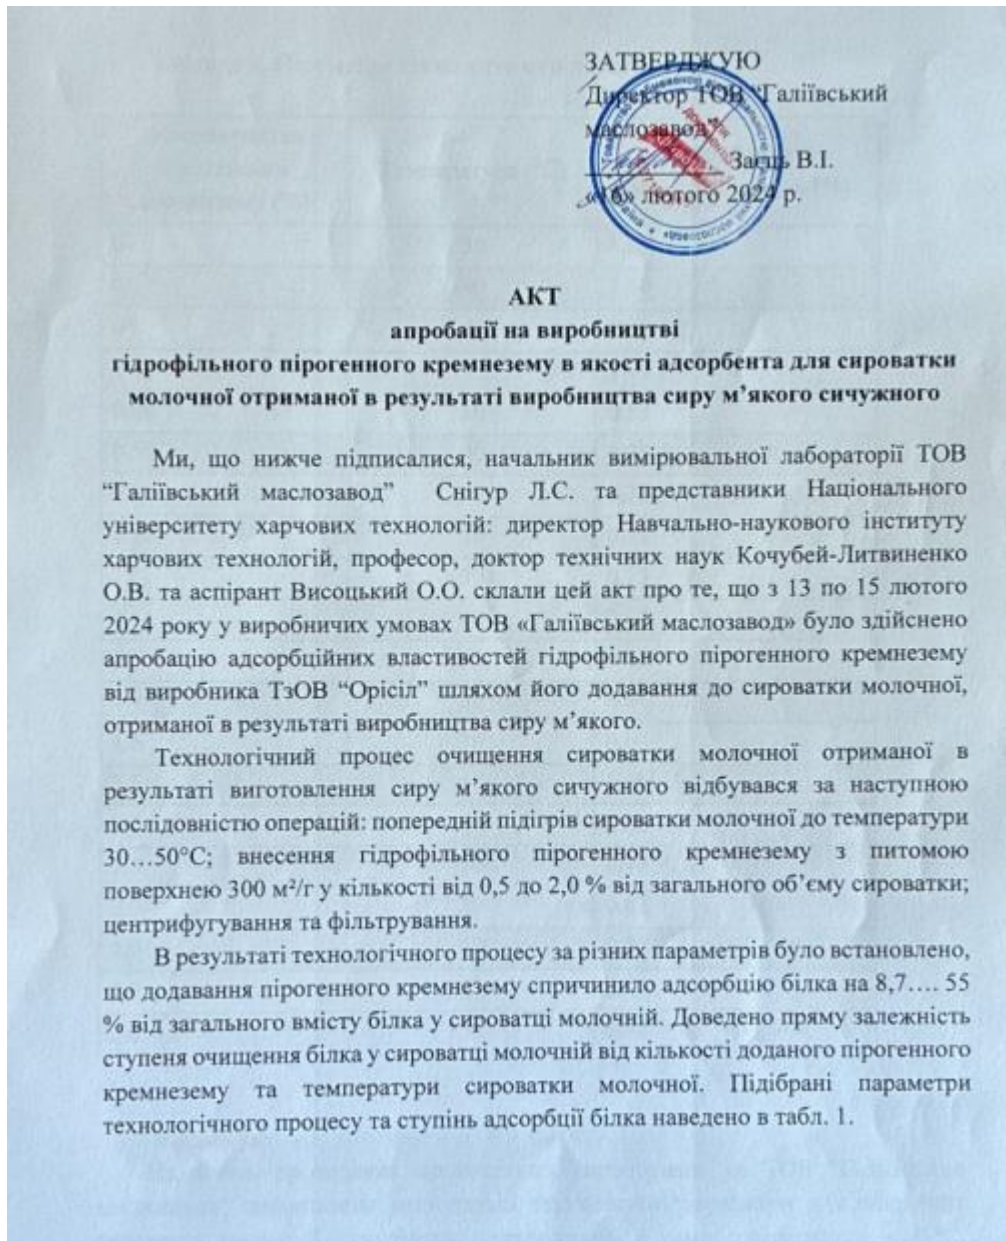 ЗАТВЕРДЖУЮ
Директор ТОВ “Галіївський
маслозавод”
Заєць В.І.
«16» лютого 2024 р.
АКТ
апробації на виробництві
гідрофільного пірогенного кремнезему в якості адсорбента для сироватки
молочної отриманої в результаті виробництва сиру м’якого сичужного
Ми, що нижче підписалися, начальник вимірювальної лабораторії ТОВ
“Галіївський маслозавод” Снігур Л.С. та представники Національного
університету харчових технологій: директор Навчально-наукового інституту
харчових технологій, професор, доктор технічних наук Кочубей-Литвиненко
О.В. та аспірант Висоцький О.О. склали цей акт про те, що з 13 по 15 лютого
2024 року у виробничих умовах ТОВ «Галіївський маслозавод» було здійснено
апробацію адсорбційних властивостей гідрофільного пірогенного кремнезему
від виробника ТзОВ “Орісіл” шляхом його додавання до сироватки молочної,
отриманої в результаті виробництва сиру м’якого.
Технологічний процес очищення сироватки молочної отриманої в
результаті виготовлення сиру м’якого сичужного відбувався за наступною
послідовністю операцій: попередній підігрів сироватки молочної до температури
30…50°С; внесення гідрофільного пірогенного кремнезему з питомою
поверхнею 300 м²/г у кількості від 0,5 до 2,0 % від загального об’єму сироватки;
центрифугування та фільтрування.
В результаті технологічного процесу за різних параметрів було встановлено,
що додавання пірогенного кремнезему спричинило адсорбцію білка на 8,7…. 55
% від загального вмісту білка у сироватці молочній. Доведено пряму залежність
ступеня очищення білка у сироватці молочній від кількості доданого пірогенного
кремнезему та температури сироватки молочної. Підібрані параметри
технологічного процесу та ступінь адсорбції білка наведено в табл. 1.